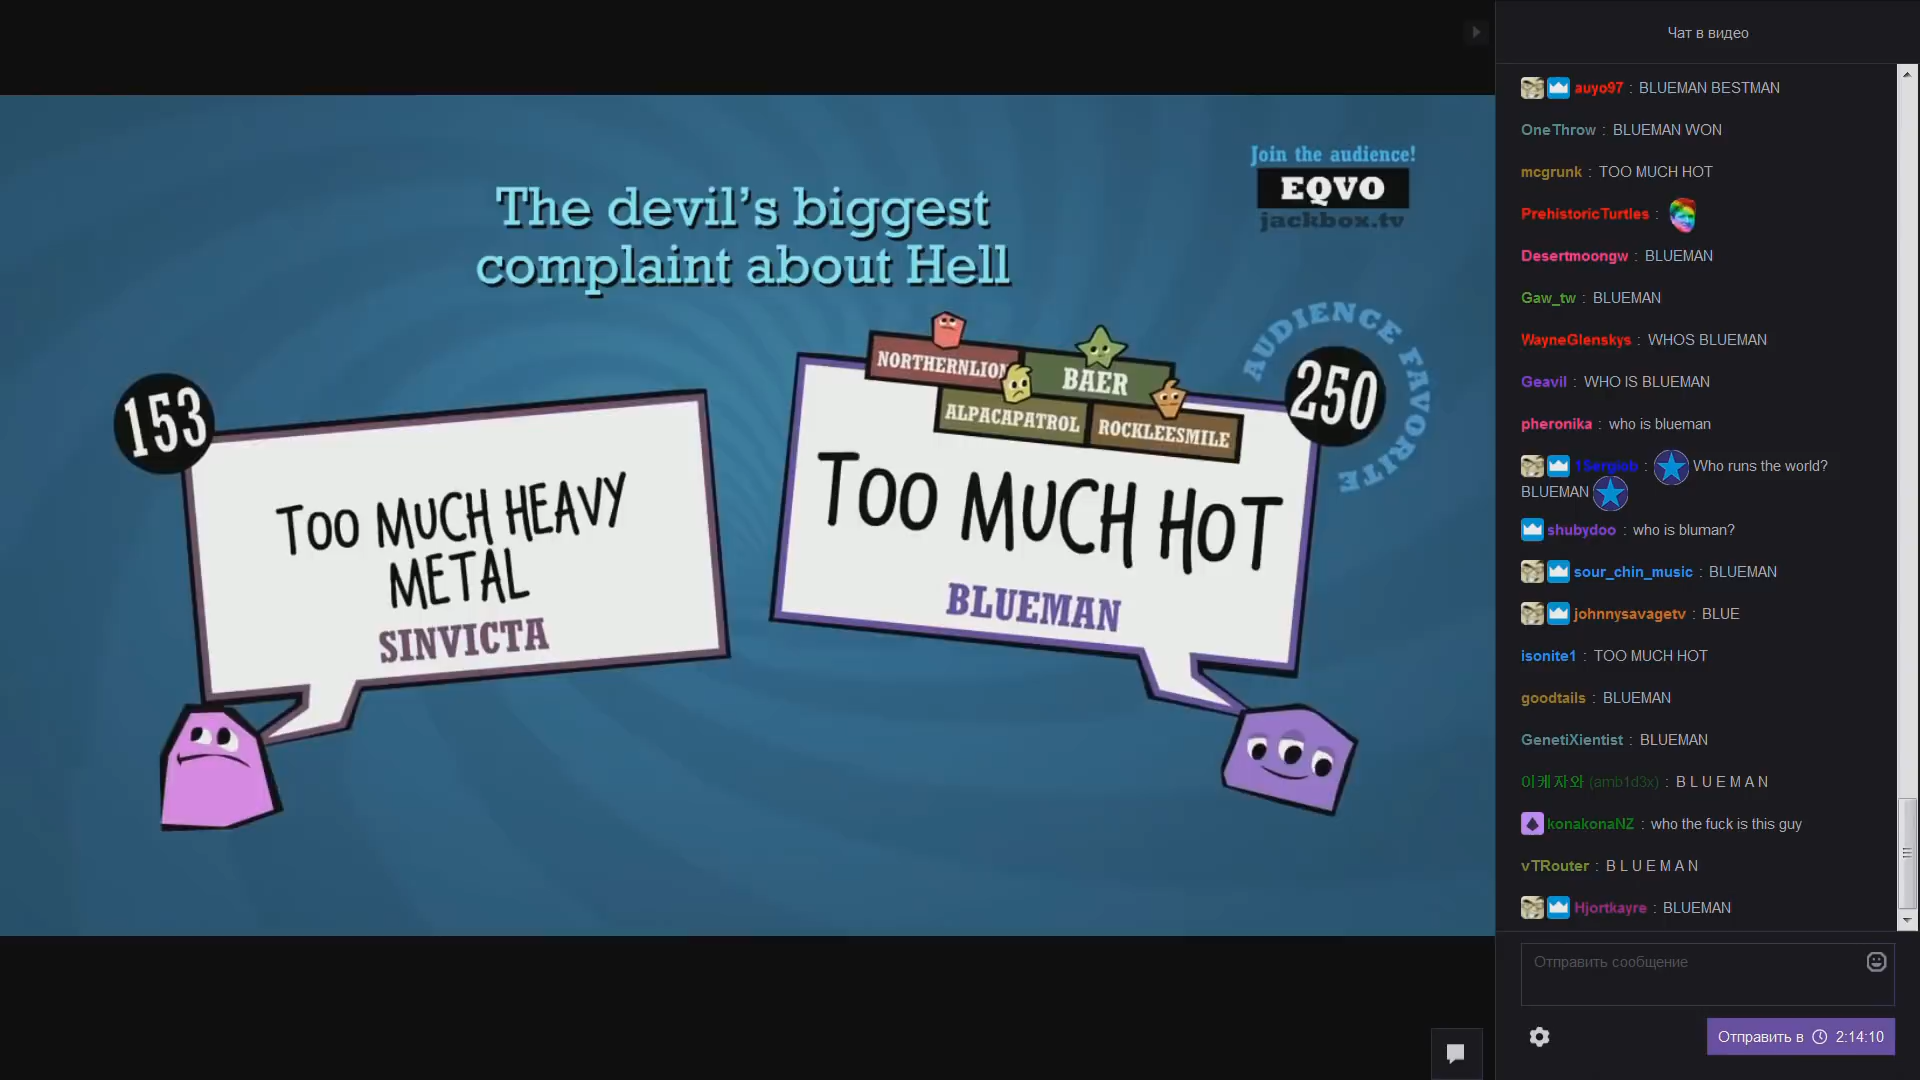 The devil's biggest
complaint about Hell
Join the audience!
EQVO
jackbox.tv
153
TOO MUCH HEAVY
METAL
SINVICTA
NORTHERNLION
BAER
ALPACAPATROL
ROCKLEESMILE
250
AUDIENCE FAVORITE
TOO MUCH HOT
BLUEMAN
Чат в видео
auyo97 : BLUEMAN BESTMAN
OneThrow : BLUEMAN WON
mcgrunk : TOO MUCH HOT
PrehistoricTurtles :
Desertmoongw : BLUEMAN
Gaw_tw : BLUEMAN
WayneGlenskys : WHOS BLUEMAN
Geavil : WHO IS BLUEMAN
pheronika : who is blueman
1Sergiob : Who runs the world?
BLUEMAN
shubydoo : who is bluman?
sour_chin_music : BLUEMAN
johnnysavagetv : BLUE
isonite1 : TOO MUCH HOT
goodtails : BLUEMAN
GenetiXientist : BLUEMAN
이케자와 (amb1d3x) : B L U E M A N
konakonaNZ : who the fuck is this guy
vTRouter : B L U E M A N
Hjortkayre : BLUEMAN
Отправить сообщение
Отправить в 2:14:10